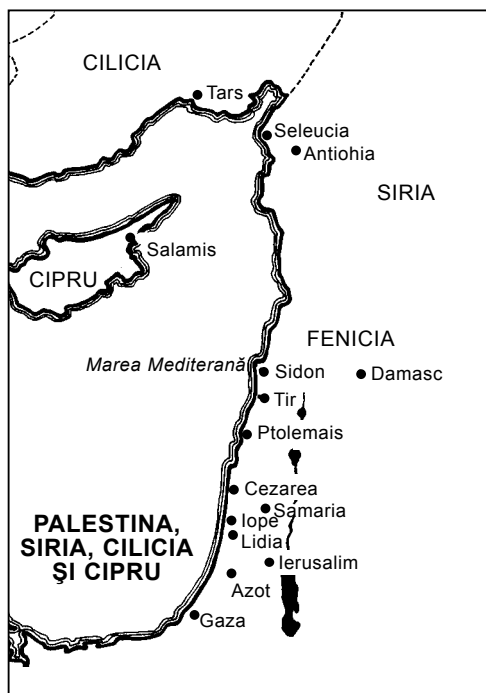 CILICIA
Tars
Seleucia
Antiohia
SIRIA
Salamis
CIPRU
FENICIA
Marea Mediterană
Sidon
Damasc
Tir
Ptolemais
Cezarea
Samaria
PALESTINA,
SIRIA, CILICIA
ŞI CIPRU
Iope
Lidia
Ierusalim
Azot
Gaza